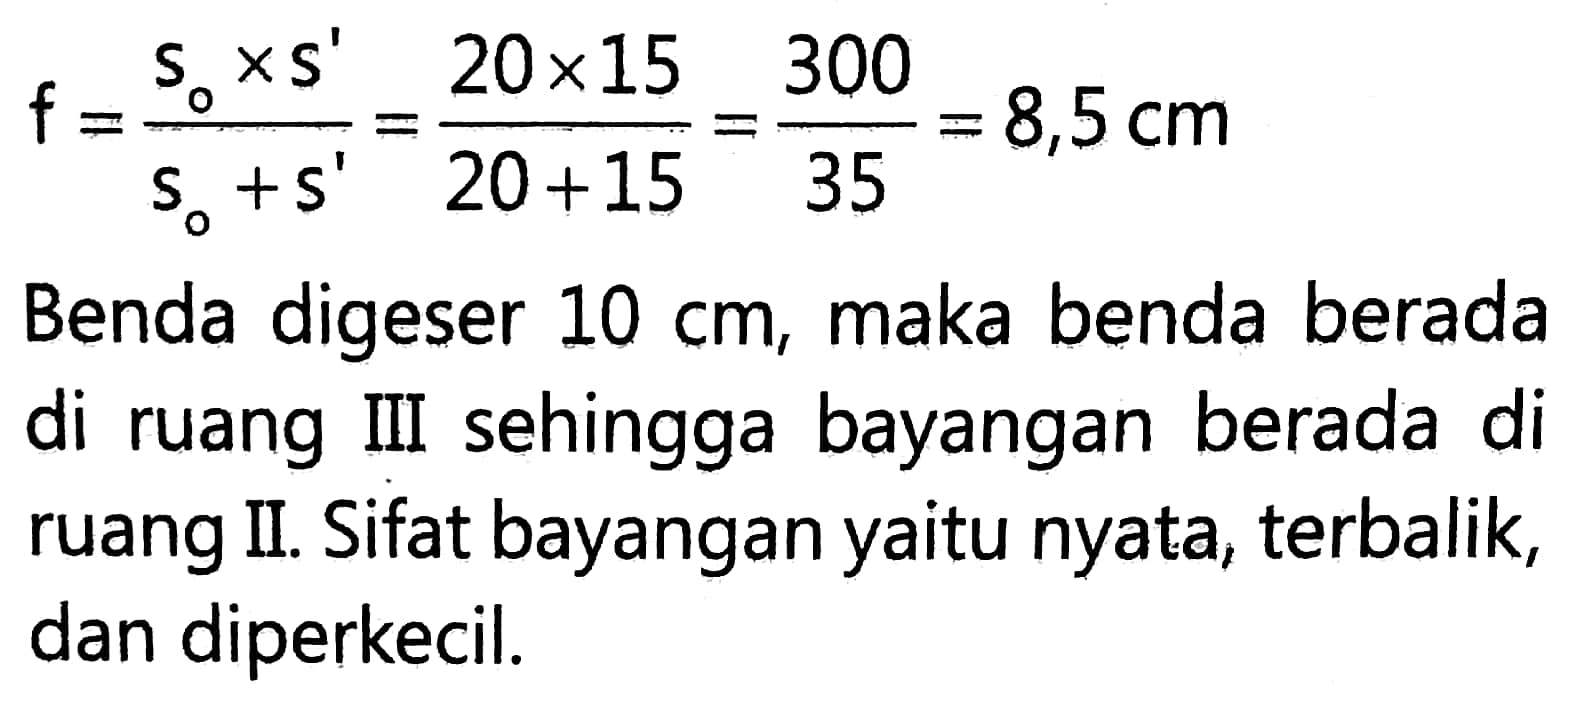 f = \frac{s_o \times s'}{s_o + s'} = \frac{20 \times 15}{20 + 15} = \frac{300}{35} = 8,5 cm
Benda digeser 10 cm, maka benda berada
di ruang III sehingga bayangan berada di
ruang II. Sifat bayangan yaitu nyata, terbalik,
dan diperkecil.